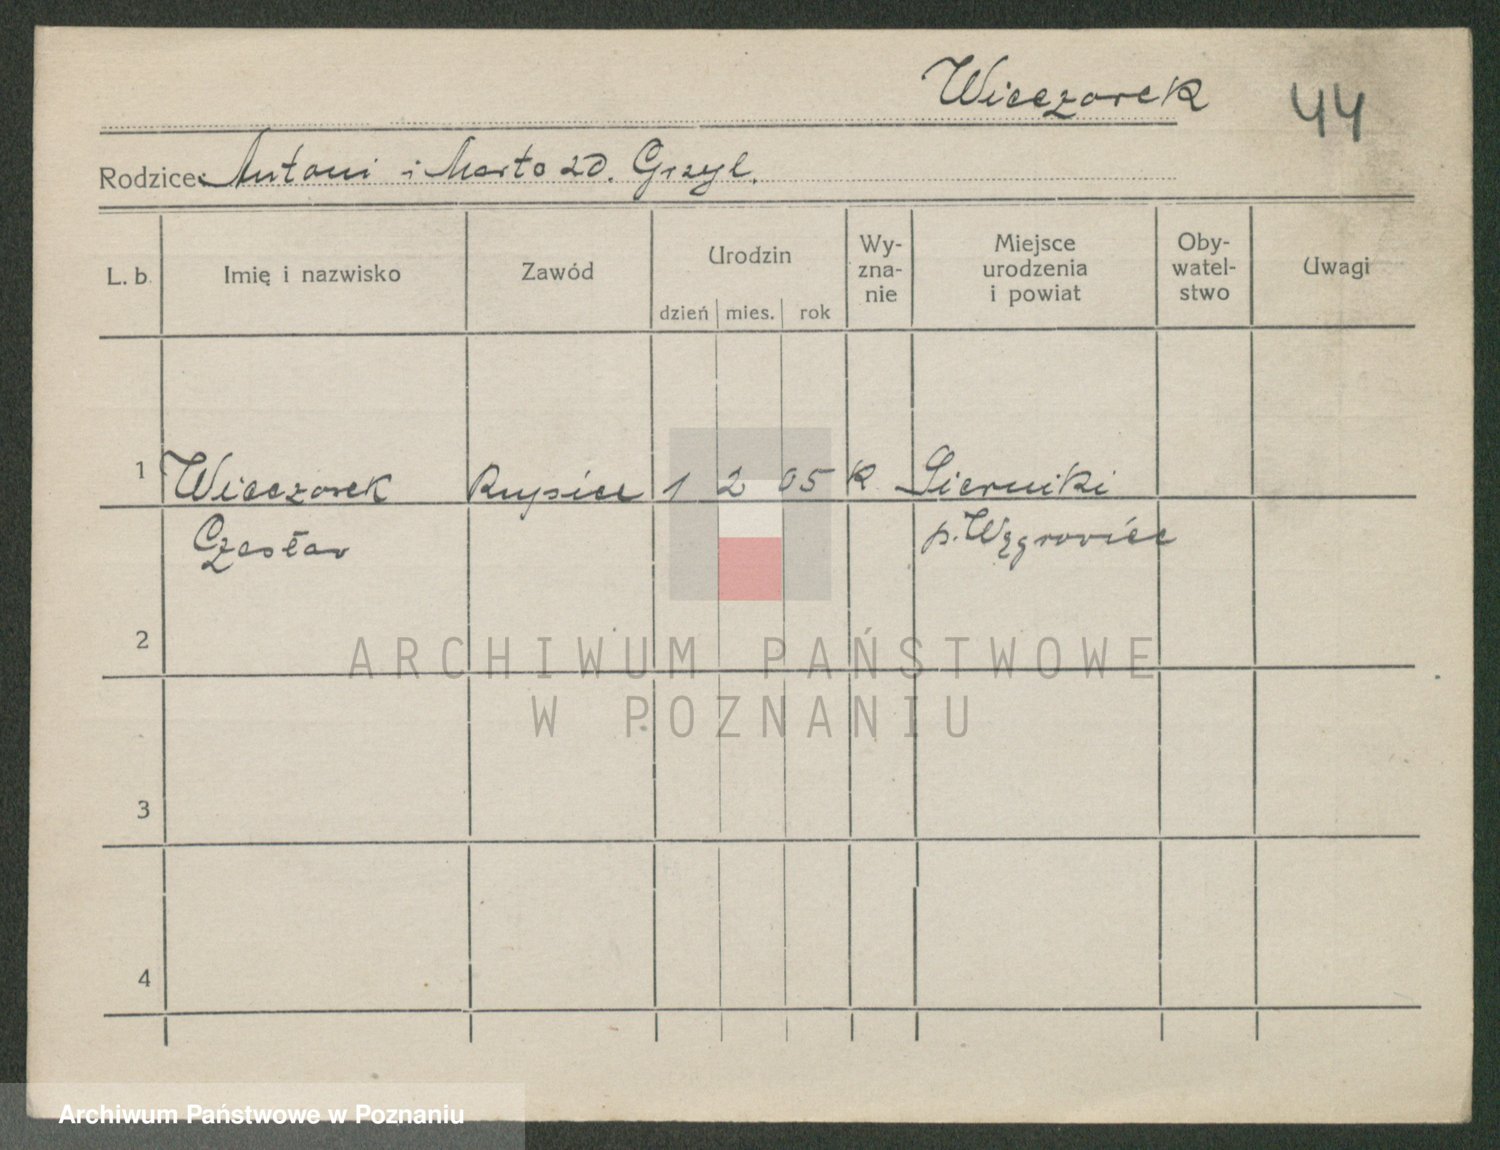 Wieczorek 44
Rodzice: Antoni i Marta zd. Grzyl.
L. b. Imię i nazwisko Zawód Urodzin dzień mies. rok Wy-zna-nie Miejsce urodzenia i powiat Oby-watel-stwo Uwagi
1 Wieczorek Kupiec 1 2 05 k Sierniki
Czesław p. Wągrowiec
2
ARCHIWUM PAŃSTWOWE
W POZNANIU
3
4
Archiwum Państwowe w Poznaniu